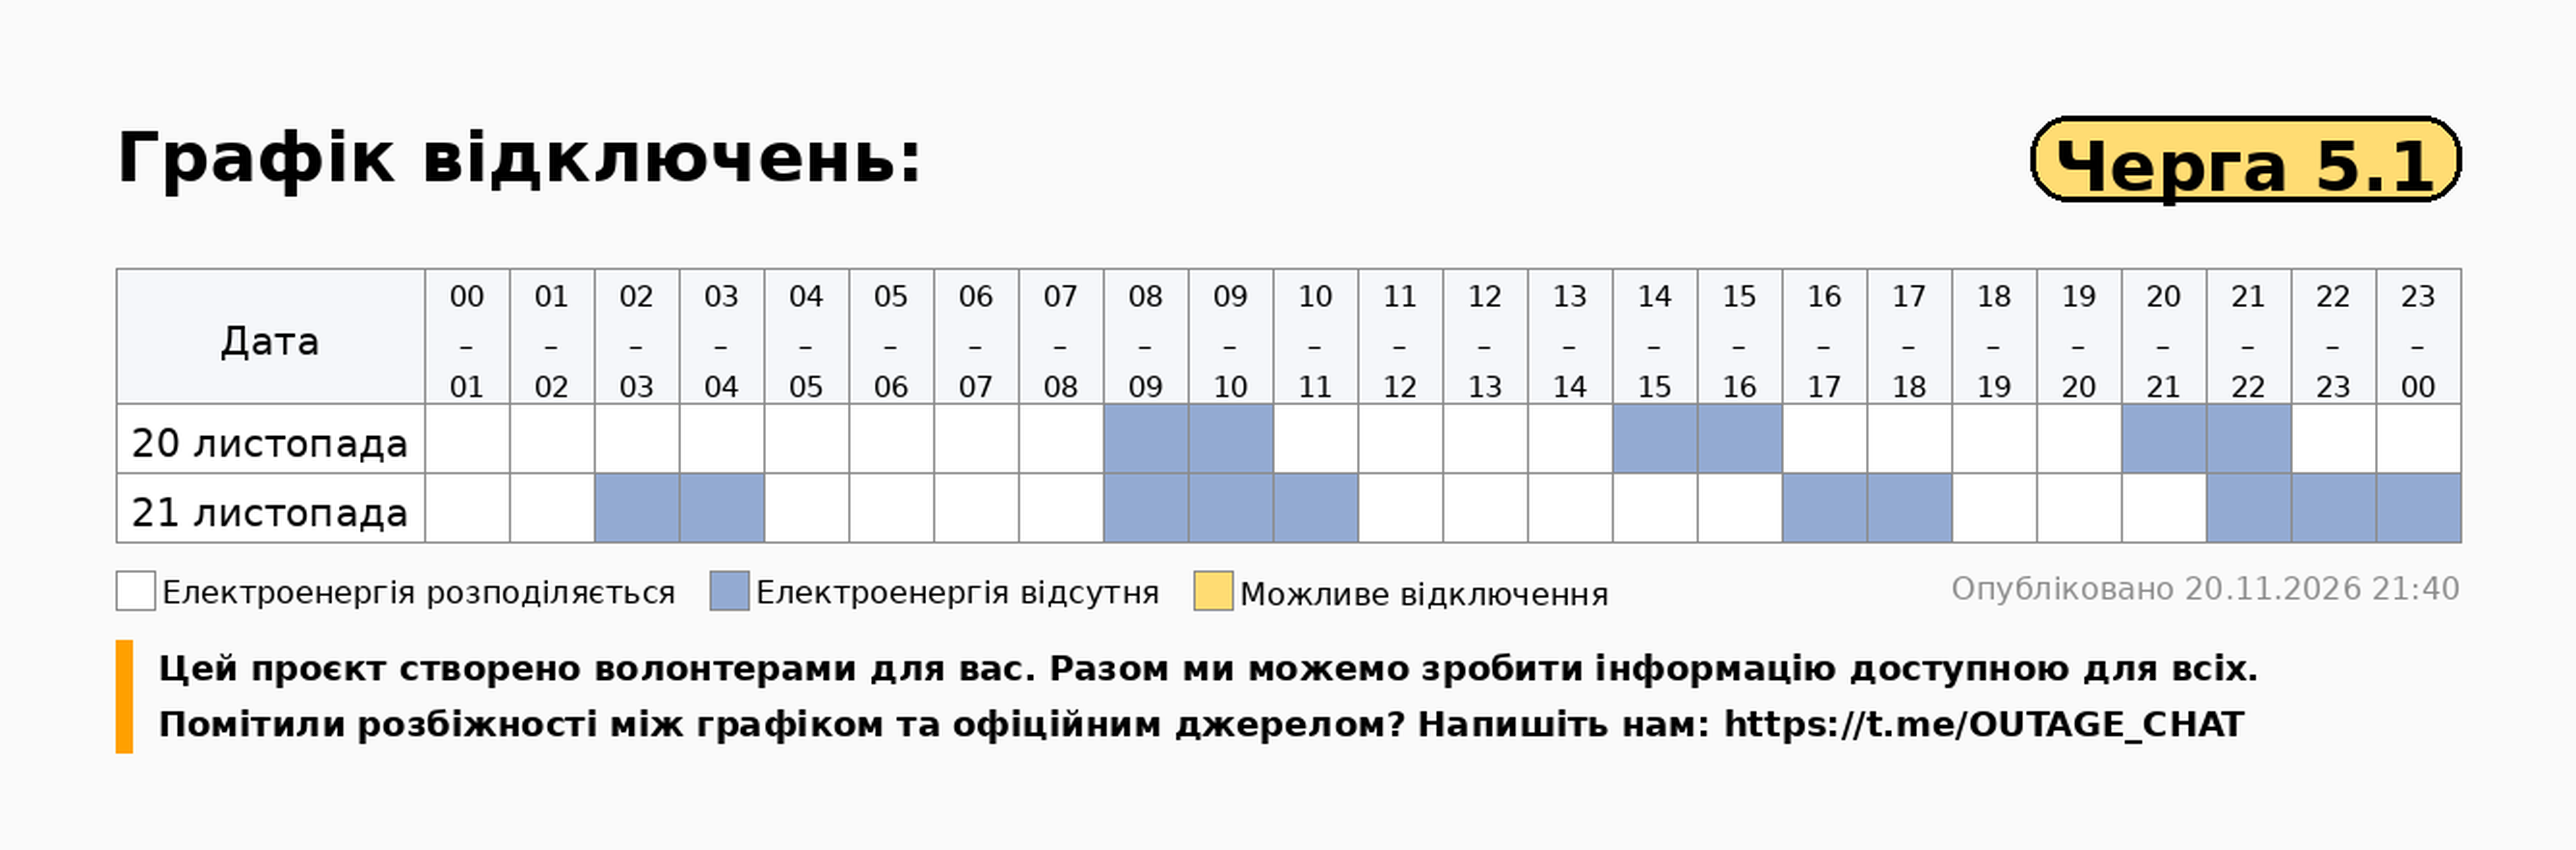 Графік відключень:
Черга 5.1
Дата 00 – 01 01 – 02 02 – 03 03 – 04 04 – 05 05 – 06 06 – 07 07 – 08 08 – 09 09 – 10 10 – 11 11 – 12 12 – 13 13 – 14 14 – 15 15 – 16 16 – 17 17 – 18 18 – 19 19 – 20 20 – 21 21 – 22 22 – 23 23 – 00
20 листопада
21 листопада
Електроенергія розподіляється Електроенергія відсутня Можливе відключення
Опубліковано 20.11.2026 21:40
Цей проєкт створено волонтерами для вас. Разом ми можемо зробити інформацію доступною для всіх.
Помітили розбіжності між графіком та офіційним джерелом? Напишіть нам: https://t.me/OUTAGE_CHAT